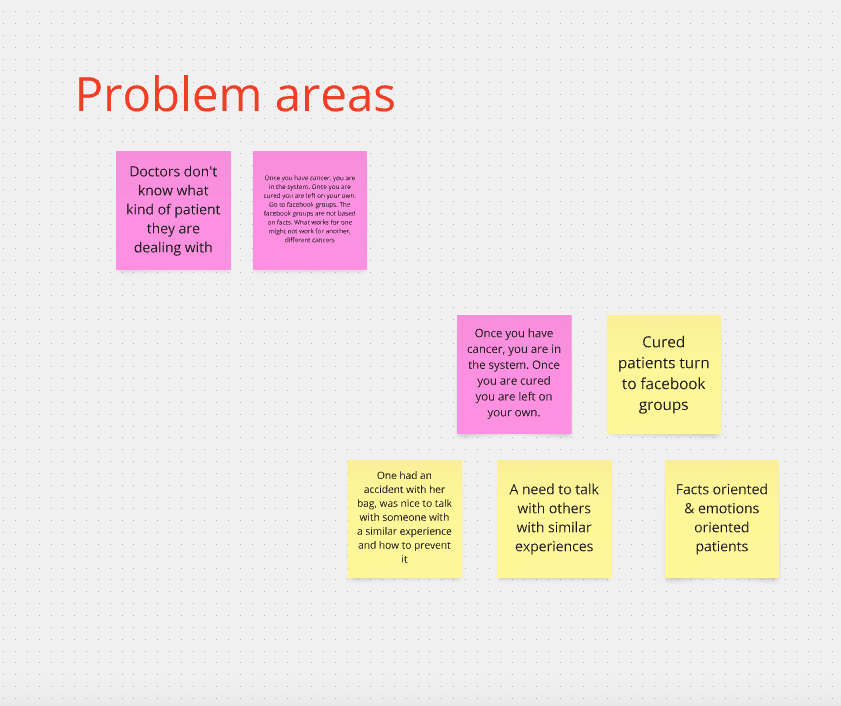 Problem areas
Doctors don't
know what
kind of patient
they are
dealing with
Once you have cancer, you are
in the system. Once you are
cured you are left on your own.
Go to facebook groups. The
facebook groups are not based
on facts. What works for one
might not work for another,
different cancers
Once you have
cancer, you are in
the system. Once
you are cured
you are left on
your own.
Cured
patients turn
to facebook
groups
One had an
accident with her
bag, was nice to talk
with someone with
a similar experience
and how to prevent
it
A need to talk
with others
with similar
experiences
Facts oriented
& emotions
oriented
patients